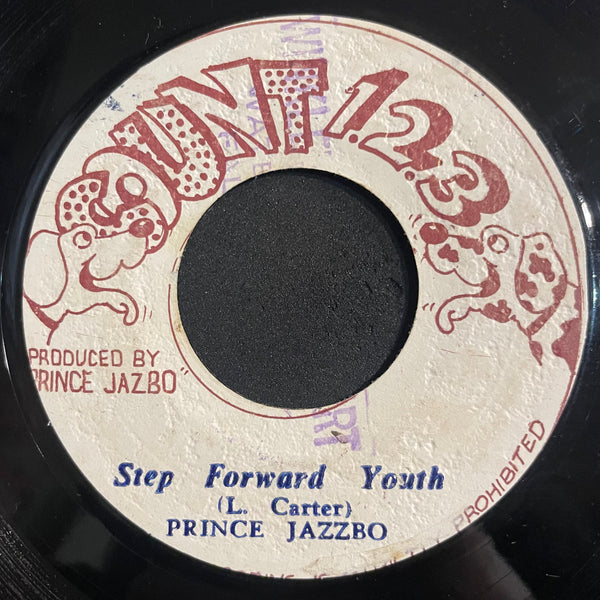 COUNT 1.2.3
PRODUCED BY
PRINCE JAZBO"
Step Forward Youth
(L. Carter)
PRINCE JAZZBO
PROHIBITED